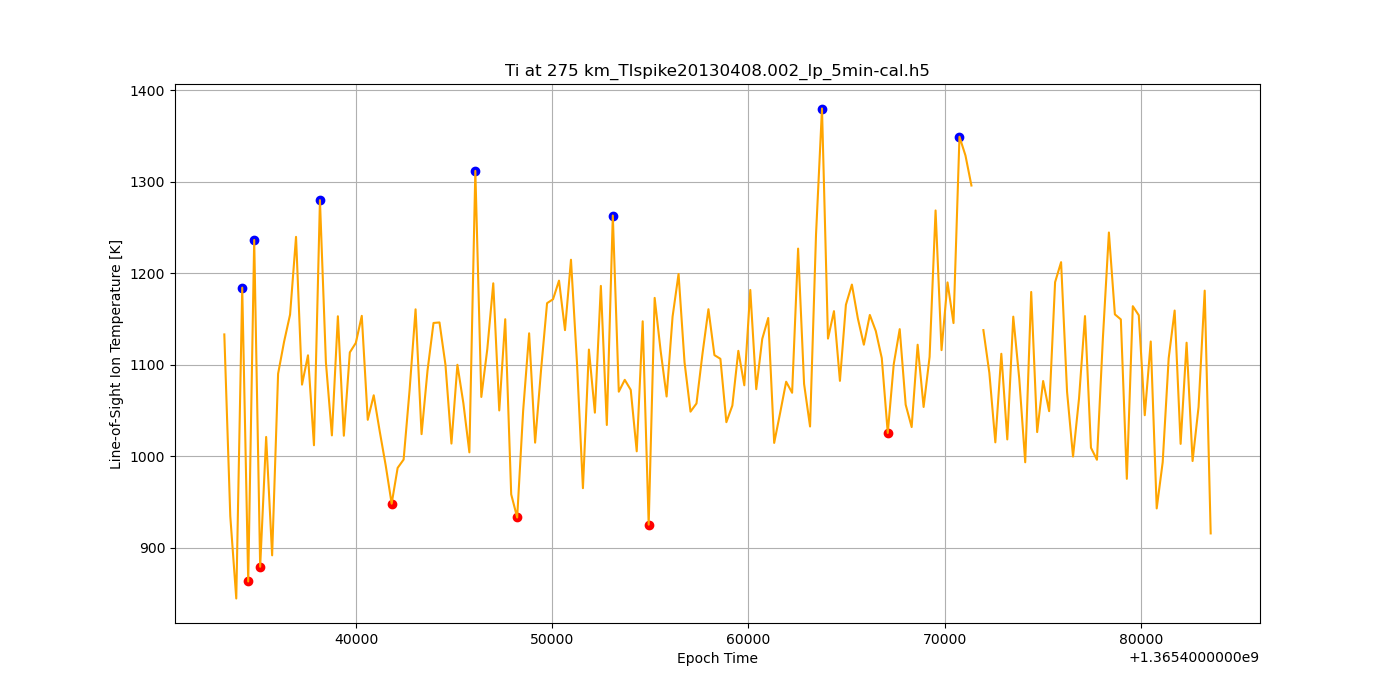 Ti at 275 km_TIspike20130408.002_lp_5min-cal.h5
Line-of-Sight Ion Temperature [K]
1400
1300
1200
1100
1000
900
40000 50000 60000 70000 80000
Epoch Time
+1.3654000000e9